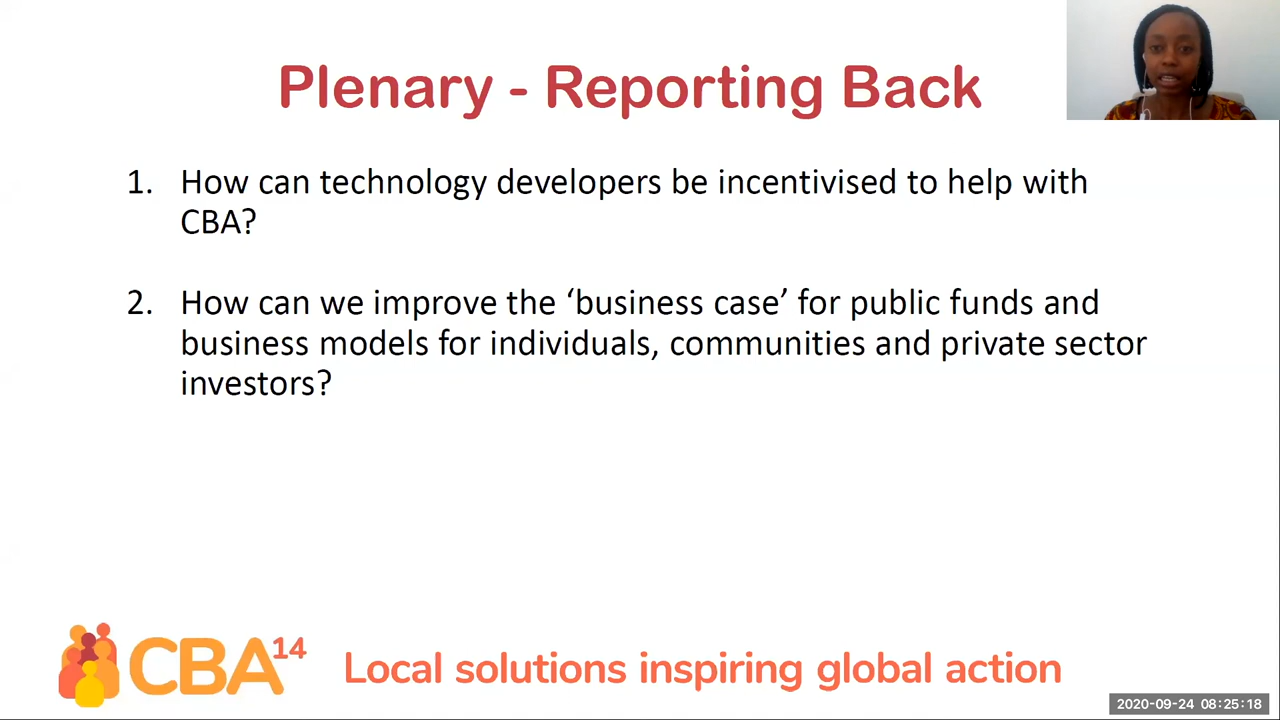 Plenary - Reporting Back
1. How can technology developers be incentivised to help with
CBA?
2. How can we improve the ‘business case’ for public funds and
business models for individuals, communities and private sector
investors?
CBA14
Local solutions inspiring global action
2020-09-24 08:25:18